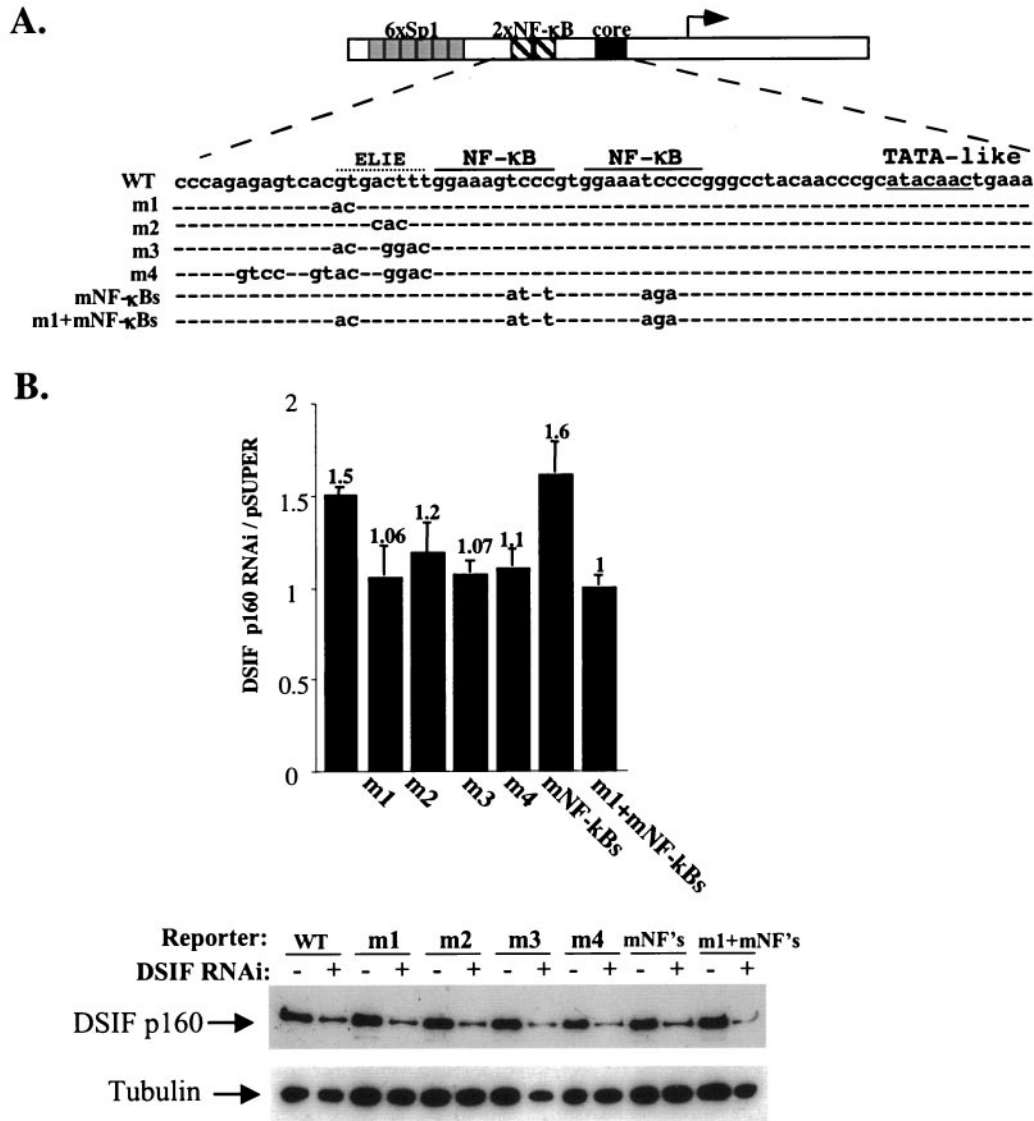 A.
6xSp1 2xNF-κB core
ELIE NF-κB NF-κB TATA-like
WT cccagagagtcacgtgactttggaaagtcccgtggaaatccccgggcctacaacccgcatacaactgaaa
m1 -------------ac-------------------------------------------------------
m2 ----------------cac---------------------------------------------------
m3 -------------ac--ggac-------------------------------------------------
m4 -----gtcc--gtac--ggac-------------------------------------------------
mNF-κBs ---------------------------at-t-------aga-----------------------------
m1+mNF-κBs -------------ac------------at-t-------aga-----------------------------
B.
DSIF p160 RNAi / pSUPER
2
1.5
1
0.5
0
1.5 1.06 1.2 1.07 1.1 1.6 1
m1 m2 m3 m4 mNF-kBs m1+mNF-kBs
Reporter: WT m1 m2 m3 m4 mNF's m1+mNF's
DSIF RNAi: - + - + - + - + - + - + - +
DSIF p160
Tubulin